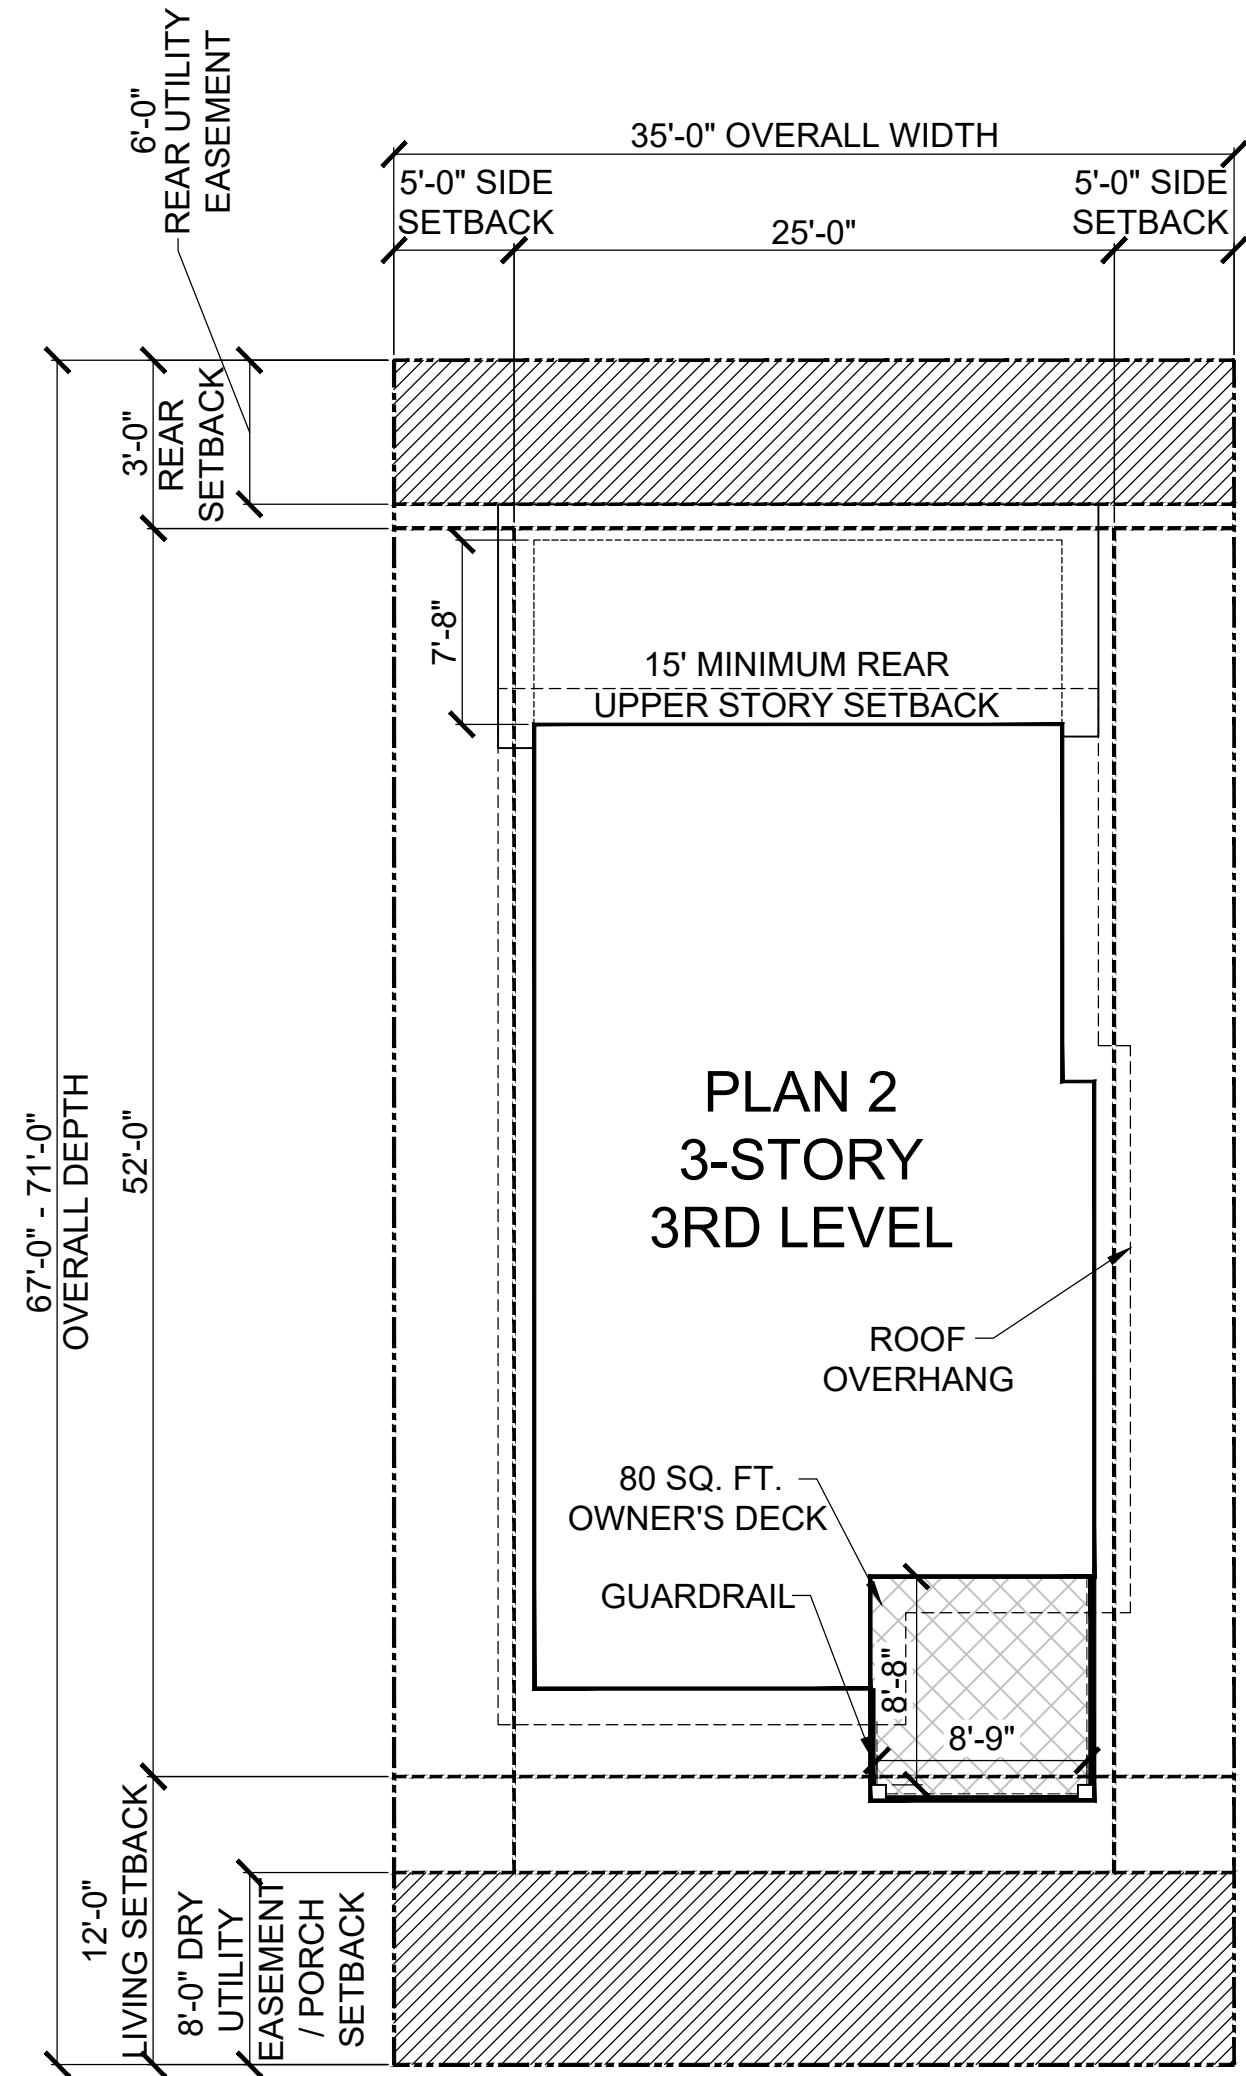 6'-0"
REAR UTILITY
EASEMENT
35'-0" OVERALL WIDTH
5'-0" SIDE
SETBACK
25'-0"
5'-0" SIDE
SETBACK
3'-0"
REAR
SETBACK
7'-8"
15' MINIMUM REAR
UPPER STORY SETBACK
67'-0" - 71'-0"
OVERALL DEPTH
52'-0"
PLAN 2
3-STORY
3RD LEVEL
ROOF
OVERHANG
80 SQ. FT.
OWNER'S DECK
GUARDRAIL
8'-8"
8'-9"
12'-0"
LIVING SETBACK
8'-0" DRY
UTILITY
EASEMENT
/ PORCH
SETBACK